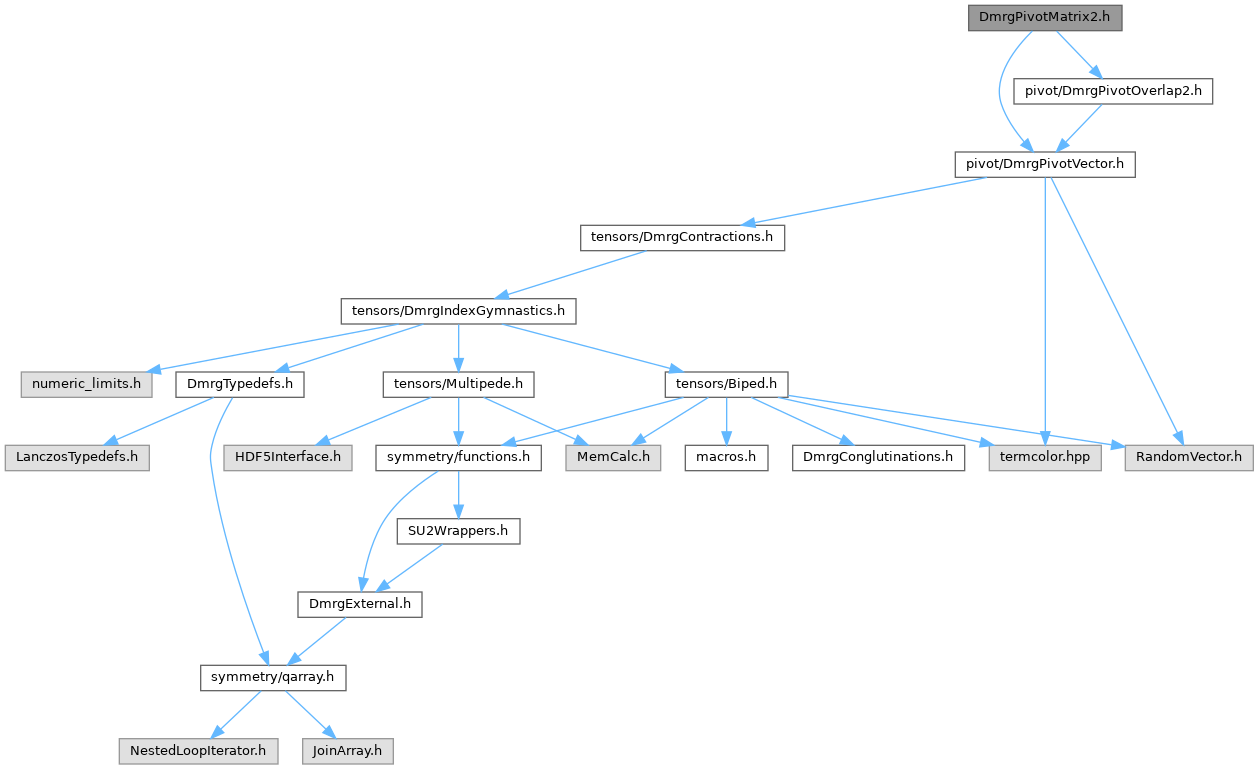 DmrgPivotMatrix2.h
pivot/DmrgPivotOverlap2.h
pivot/DmrgPivotVector.h
tensors/DmrgContractions.h
tensors/DmrgIndexGymnastics.h
numeric_limits.h
DmrgTypedefs.h
tensors/Multipede.h
tensors/Biped.h
LanczosTypedefs.h
HDF5Interface.h
symmetry/functions.h
MemCalc.h
macros.h
DmrgConglutinations.h
termcolor.hpp
RandomVector.h
SU2Wrappers.h
DmrgExternal.h
symmetry/qarray.h
NestedLoopIterator.h
JoinArray.h